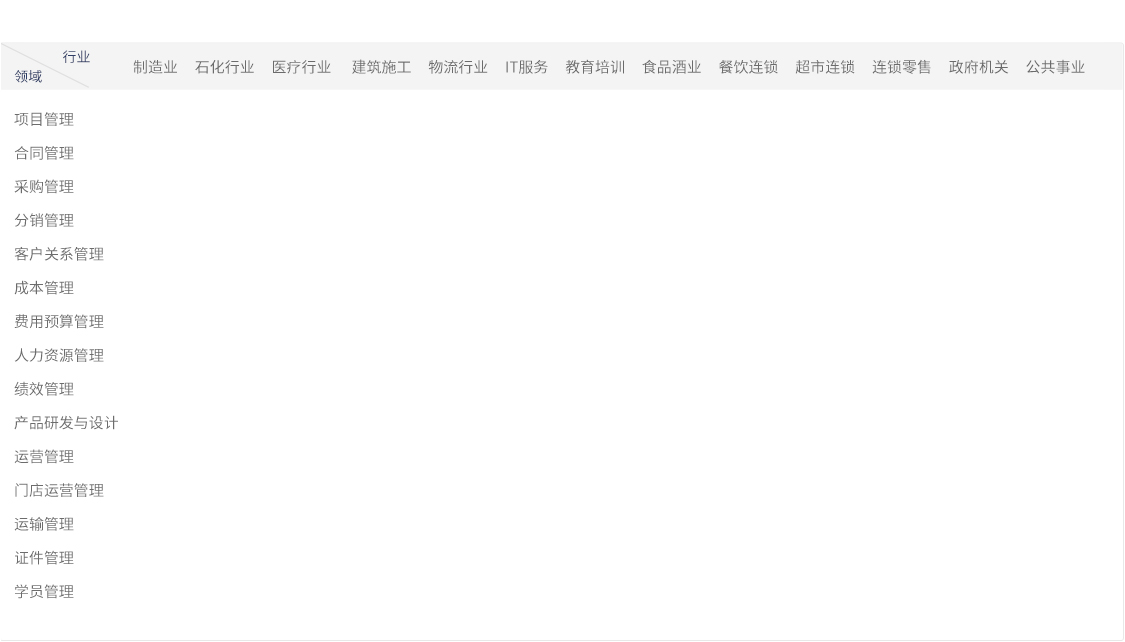 行业
领域
制造业 石化行业 医疗行业 建筑施工 物流行业 IT服务 教育培训 食品酒业 餐饮连锁 超市连锁 连锁零售 政府机关 公共事业
项目管理
合同管理
采购管理
分销管理
客户关系管理
成本管理
费用预算管理
人力资源管理
绩效管理
产品研发与设计
运营管理
门店运营管理
运输管理
证件管理
学员管理